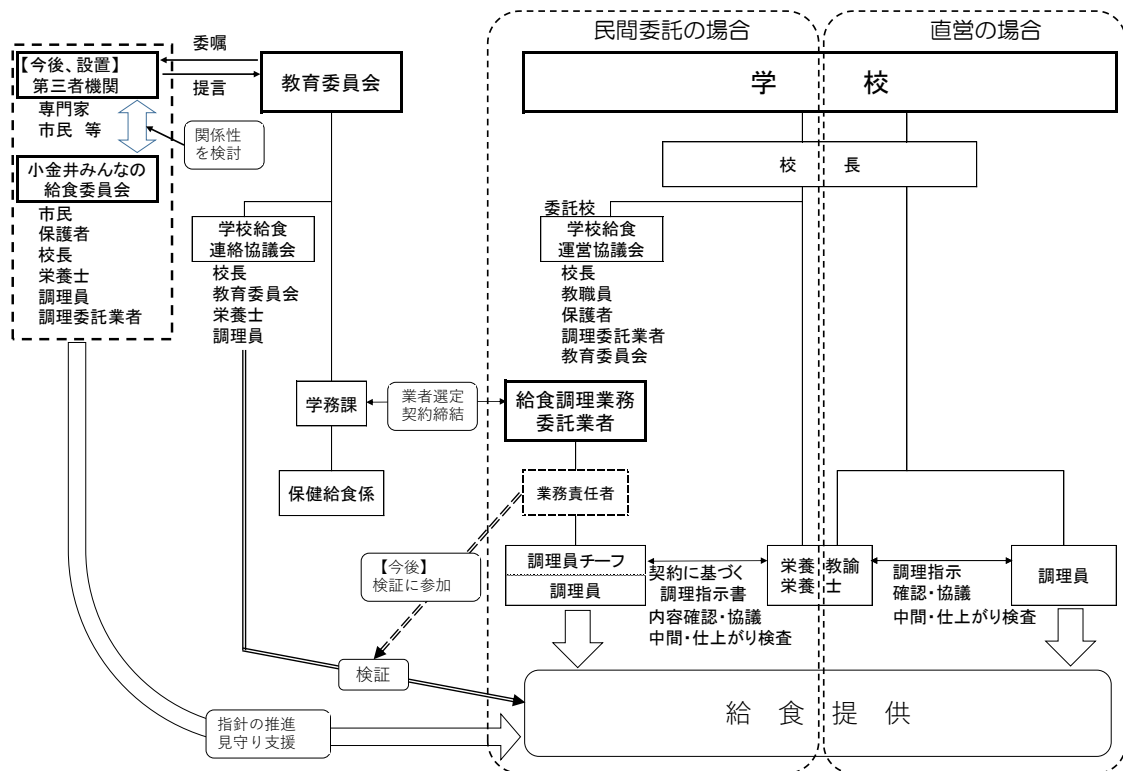 民間委託の場合
直営の場合
委嘱
提言
【今後、設置】
第三者機関
専門家
市民 等
関係性
を検討
小金井みんなの
給食委員会
市民
保護者
校長
栄養士
調理員
調理委託業者
教育委員会
学校給食
連絡協議会
校長
教育委員会
栄養士
調理員
学務課
業者選定
契約締結
保健給食係
学 校
校 長
委託校
学校給食
運営協議会
校長
教職員
保護者
調理委託業者
教育委員会
給食調理業務
委託業者
業務責任者
【今後】
検証に参加
調理員チーフ
調理員
契約に基づく
調理指示書
内容確認・協議
中間・仕上がり検査
栄養教諭
栄養士
調理指示
確認・協議
中間・仕上がり検査
調理員
検証
指針の推進
見守り支援
給 食 提 供